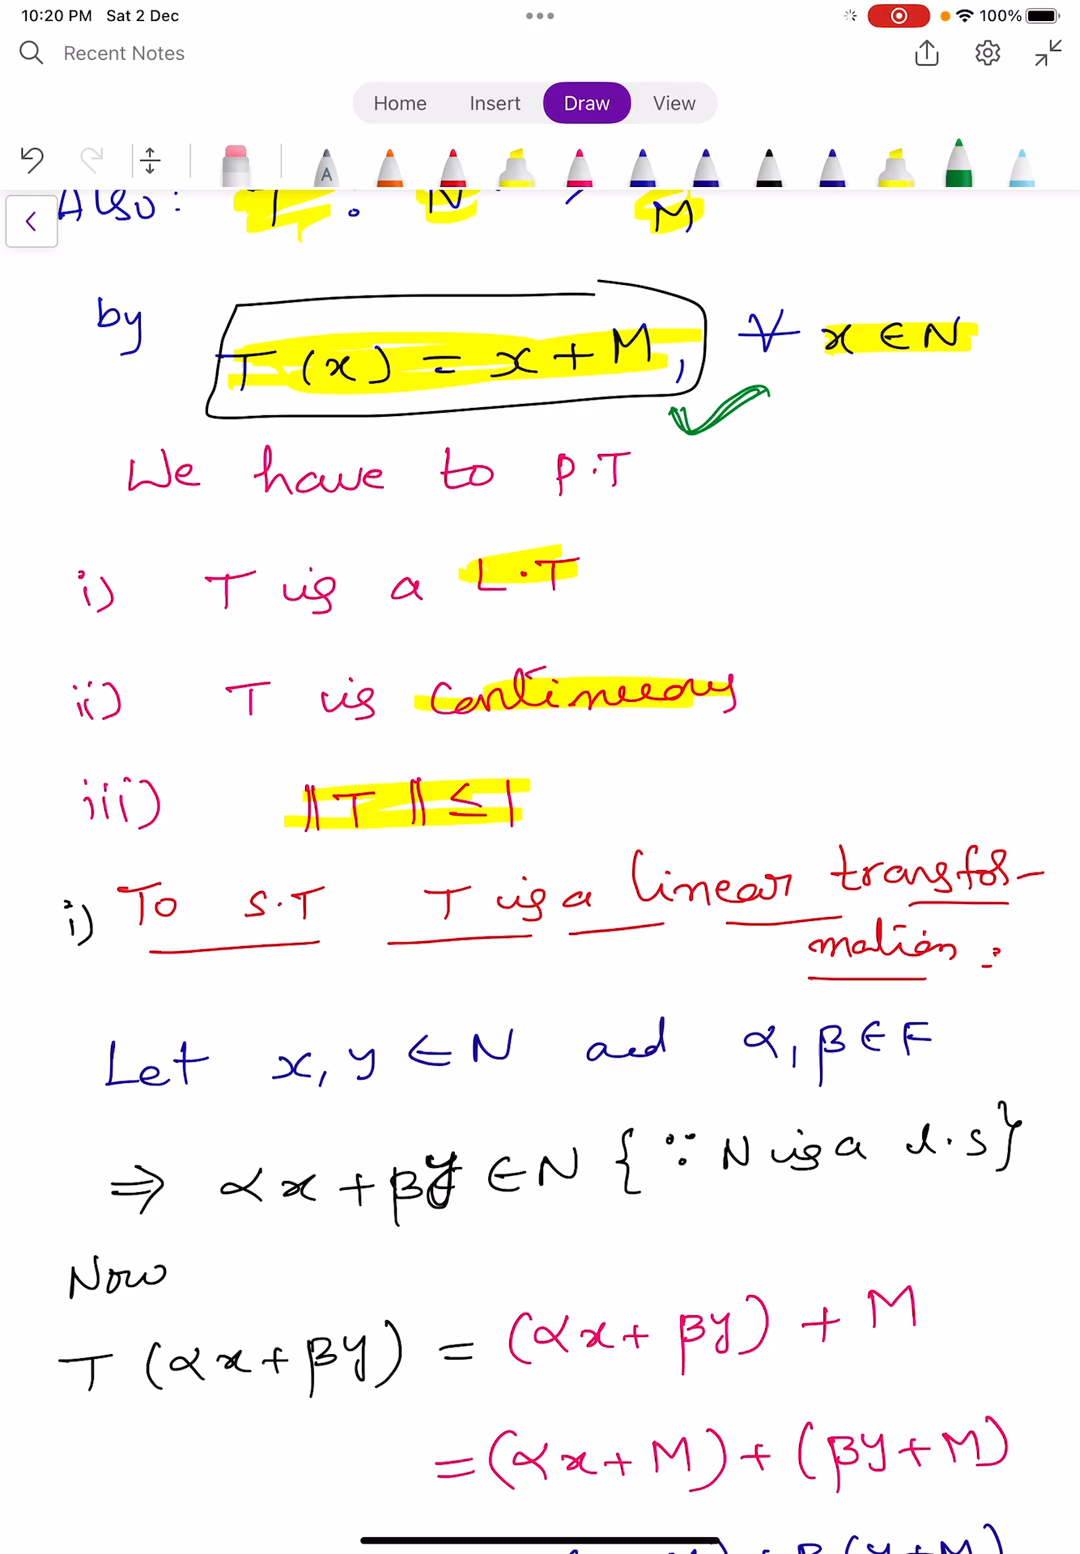 10:20 PM Sat 2 Dec
100%
Recent Notes
Home Insert Draw View
A
Also: T : N → N/M
by T(x) = x + M, ∀ x ∈ N
We have to P.T
i) T is a L.T
ii) T is continuous
iii) ||T|| ≤ 1
i) To S.T T is a linear transfor-
mation :
Let x, y ∈ N and α, β ∈ F
⇒ αx + βy ∈ N { ∵ N is a l.s}
Now
T (αx + βy) = (αx + βy) + M
= (αx + M) + (βy + M)